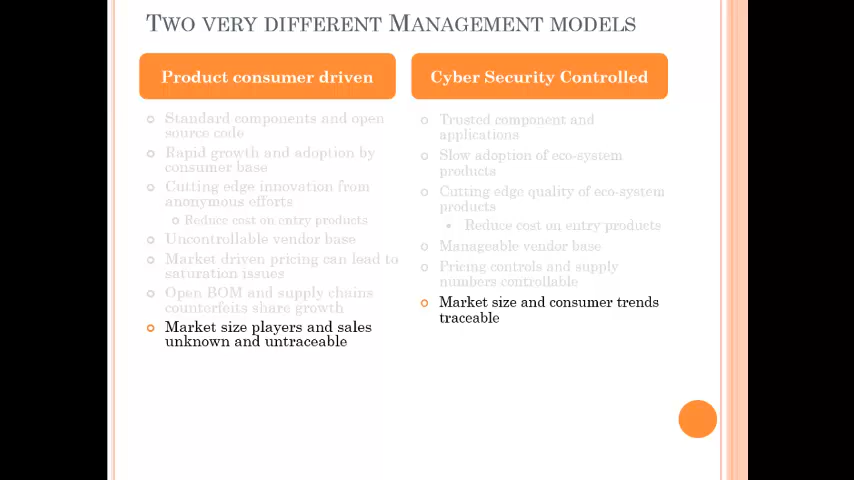 TWO VERY DIFFERENT MANAGEMENT MODELS
Product consumer driven
Standard components and open
source code
Rapid growth and adoption by
consumer base
Cutting edge innovation from
anonymous efforts
Reduce cost on entry products
Uncontrollable vendor base
Market driven pricing can lead to
saturation issues
Open BOM and supply chains
counterfeits share growth
Market size players and sales
unknown and untraceable
Cyber Security Controlled
Trusted component and
applications
Slow adoption of eco-system
products
Cutting edge quality of eco-system
products
Reduce cost on entry products
Manageable vendor base
Pricing controls and supply
numbers controllable
Market size and consumer trends
traceable